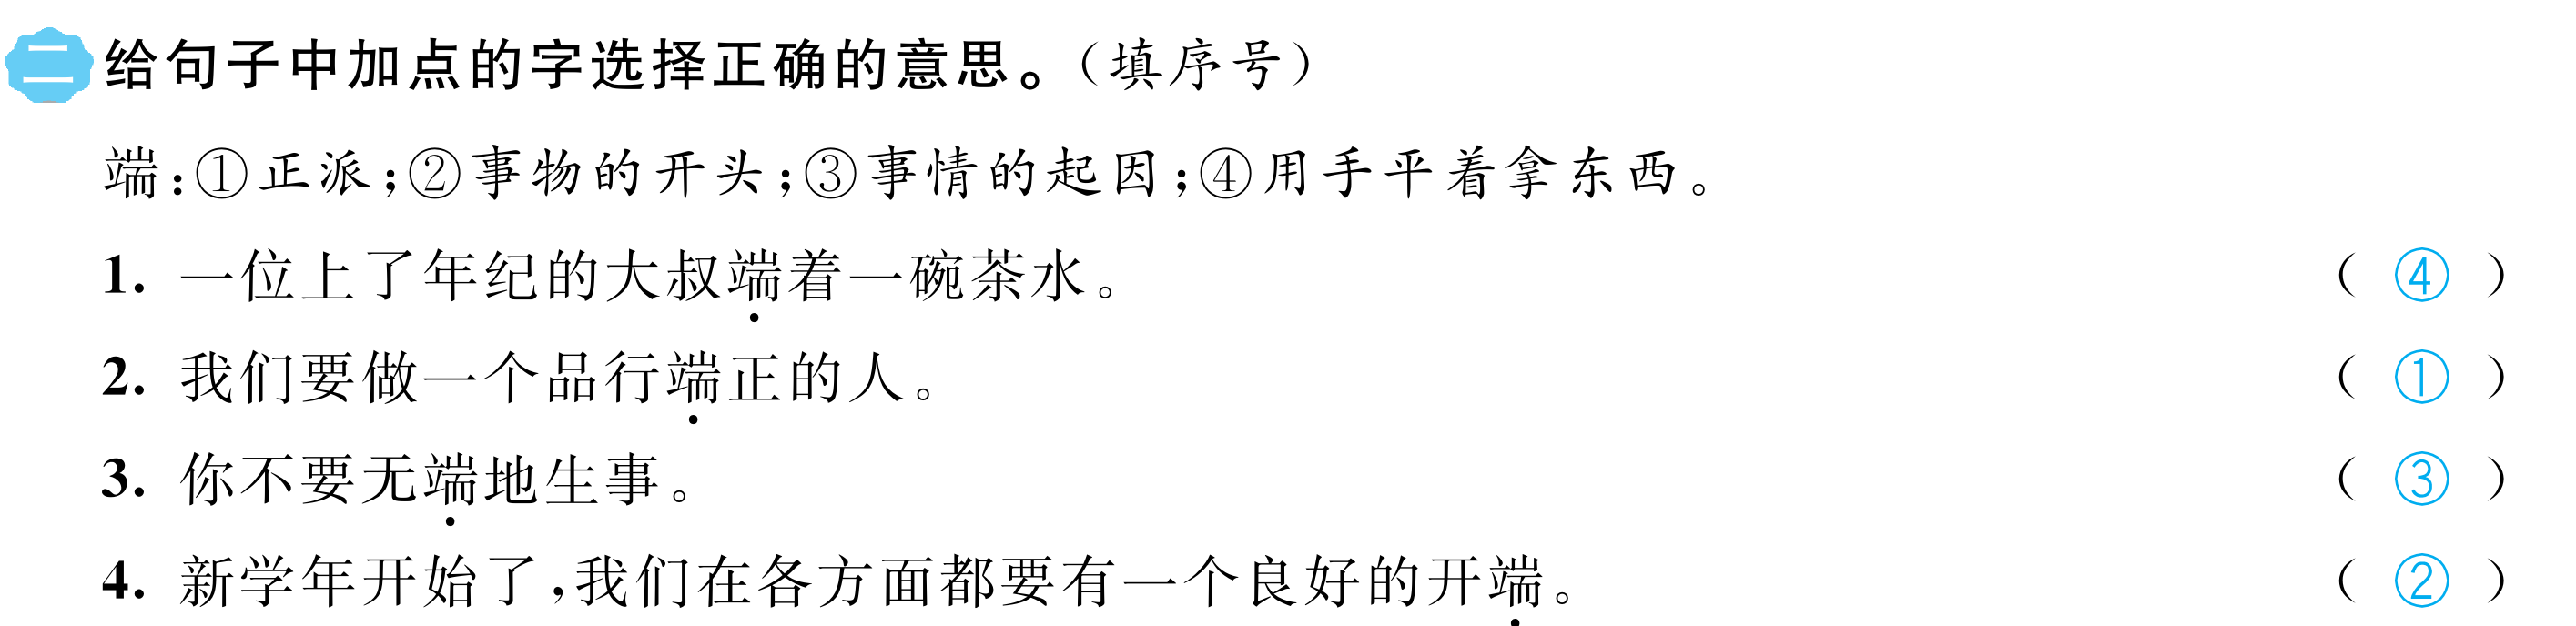 二 给句子中加点的字选择正确的意思。（填序号）
端：①正派；②事物的开头；③事情的起因；④用手平着拿东西。
1. 一位上了年纪的大叔端着一碗茶水。 （ ④ ）
2. 我们要做一个品行端正的人。 （ ① ）
3. 你不要无端地生事。 （ ③ ）
4. 新学年开始了，我们在各方面都要有一个良好的开端。 （ ② ）